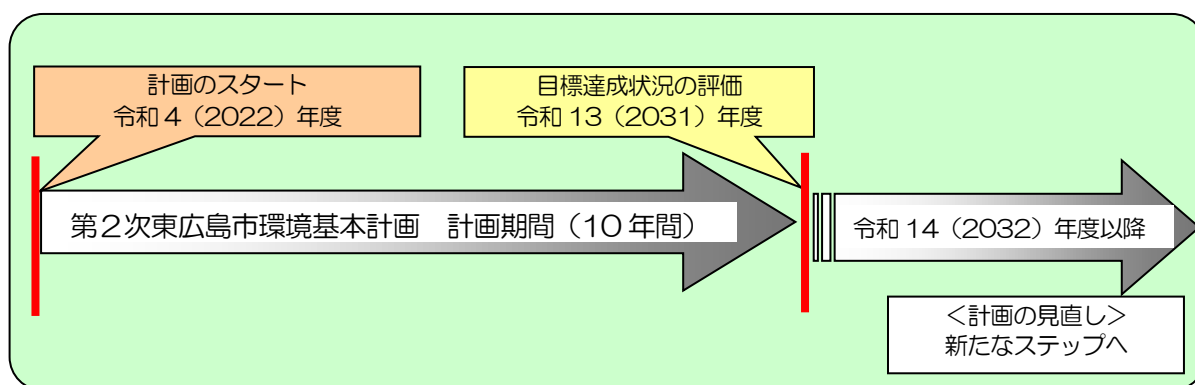 計画のスタート
令和４（2022）年度
目標達成状況の評価
令和 13（2031）年度
第２次東広島市環境基本計画　計画期間（10 年間）
令和 14（2032）年度以降
＜計画の見直し＞
新たなステップへ